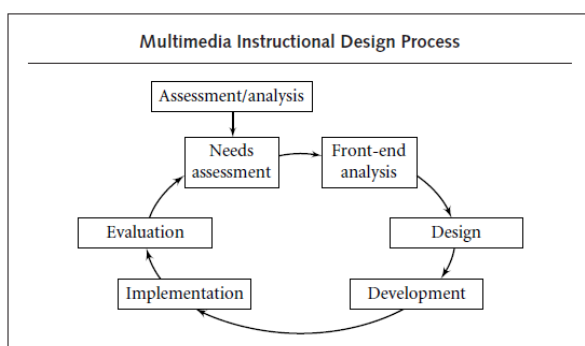 Multimedia Instructional Design Process
Assessment/analysis
Needs
assessment
Front-end
analysis
Evaluation
Design
Implementation
Development